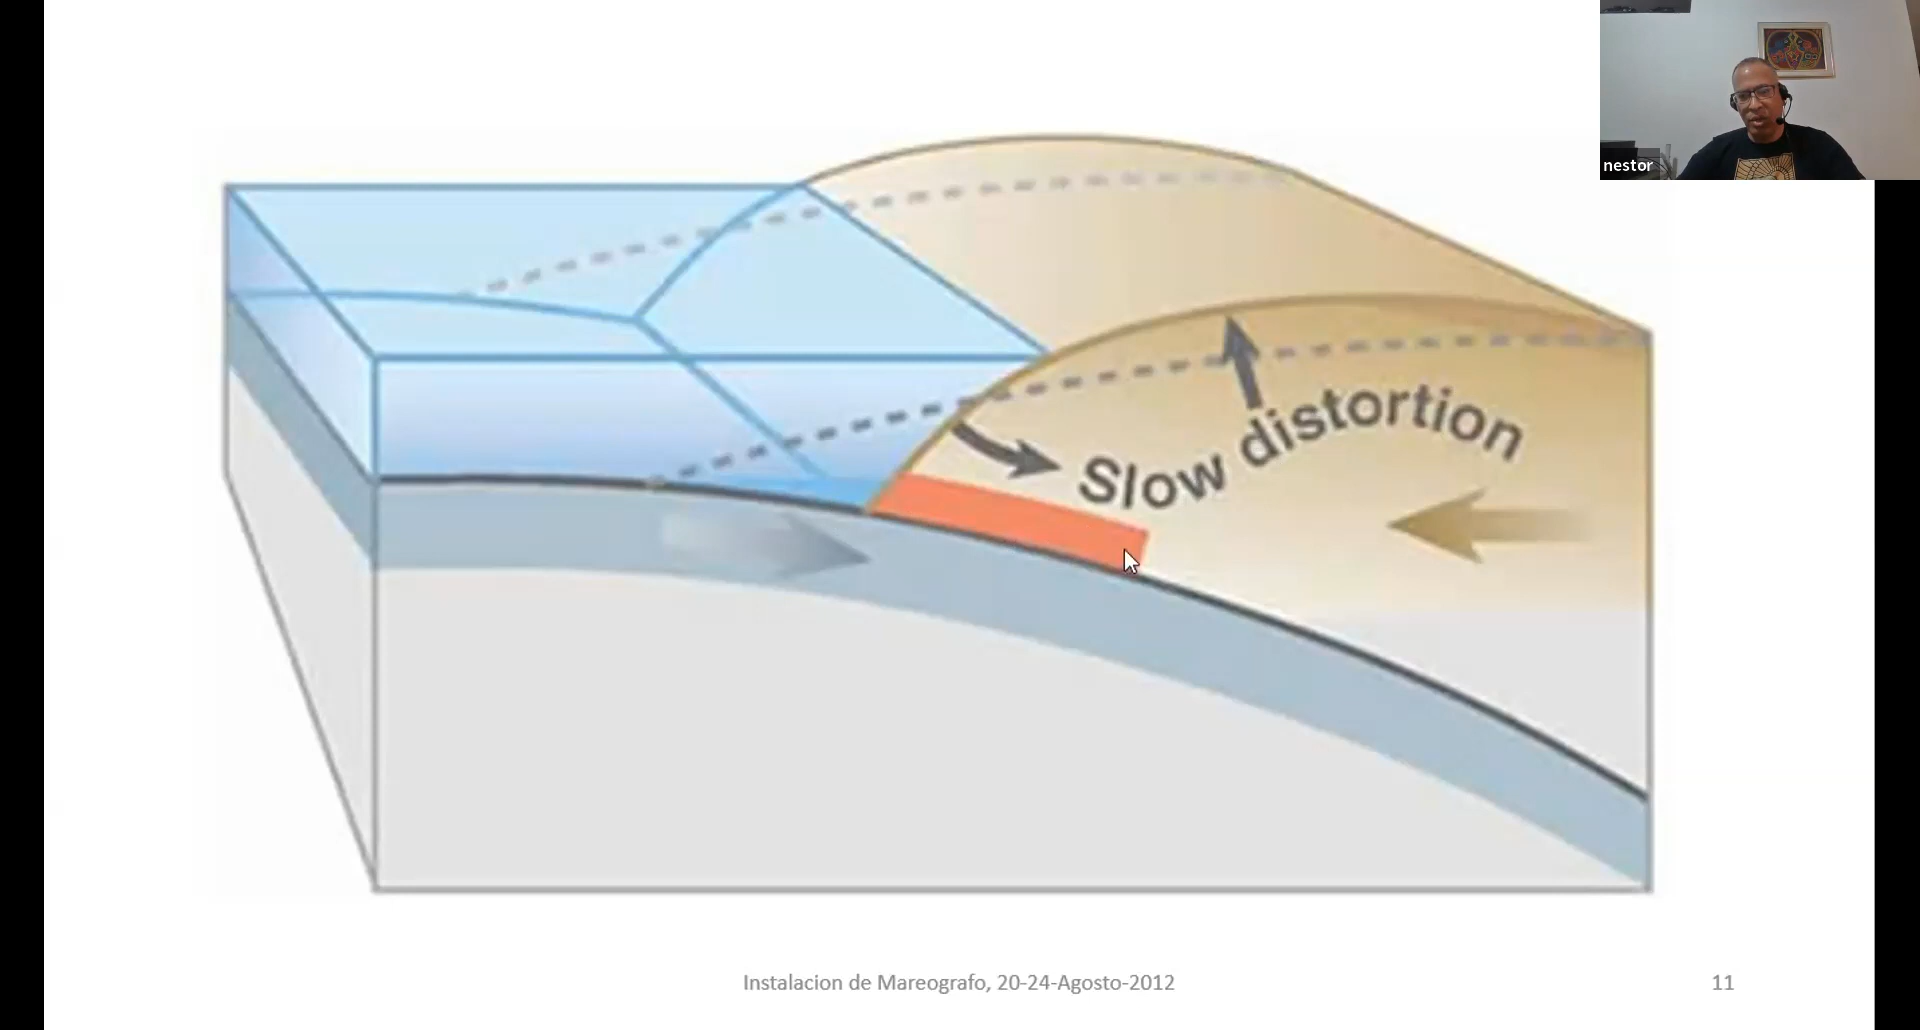 nestor
Slow distortion
Instalacion de Mareografo, 20-24-Agosto-2012
11